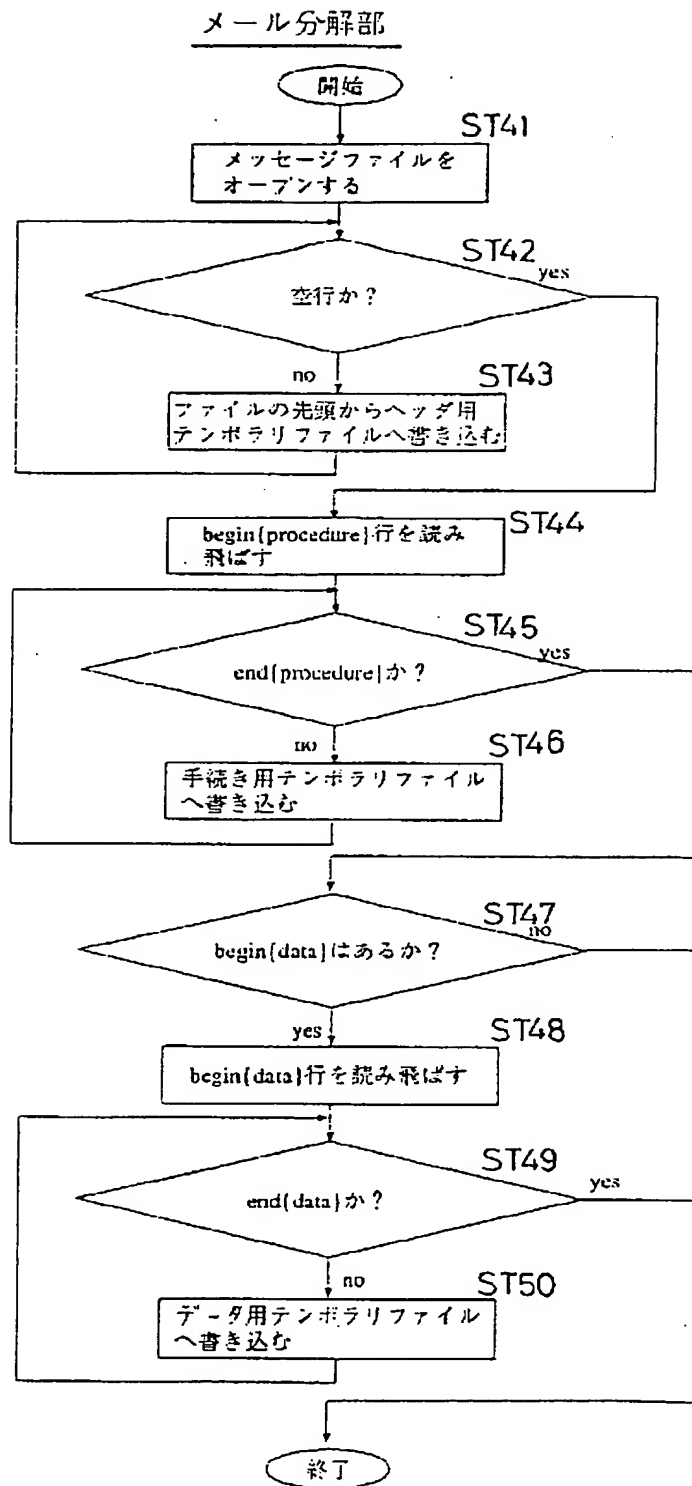 メール分解部
開始
ST41
メッセージファイルを
オープンする
ST42
yes
空行か?
no
ST43
ファイルの先頭からヘッダ用
テンポラリファイルへ書き込む
ST44
begin{procedure}行を読み
飛ばす
ST45
yes
end{procedure}か?
no
ST46
手続き用テンポラリファイル
へ書き込む
ST47
no
begin{data}はあるか?
yes
ST48
begin{data}行を読み飛ばす
ST49
yes
end{data}か?
no
ST50
データ用テンポラリファイル
へ書き込む
終了